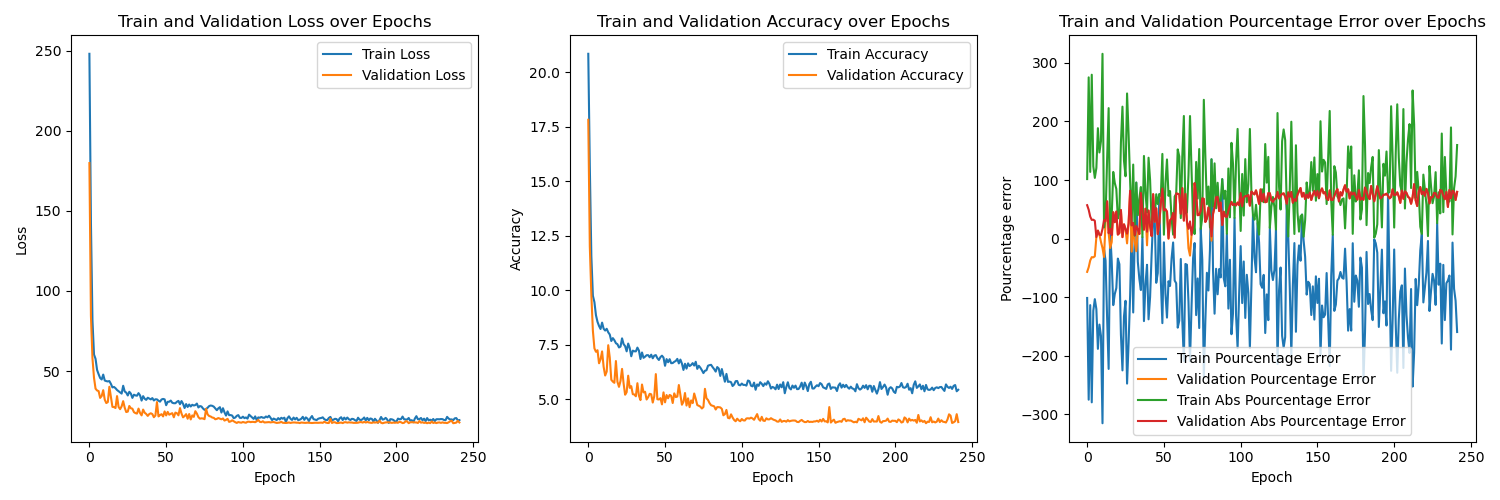 Train and Validation Loss over Epochs
Loss
250
200
150
100
50
0
50
100
150
200
250
Epoch
Train Loss
Validation Loss
Train and Validation Accuracy over Epochs
Accuracy
20.0
17.5
15.0
12.5
10.0
7.5
5.0
0
50
100
150
200
250
Epoch
Train Accuracy
Validation Accuracy
Train and Validation Pourcentage Error over Epochs
Pourcentage error
300
200
100
0
−100
−200
−300
0
50
100
150
200
250
Epoch
Train Pourcentage Error
Validation Pourcentage Error
Train Abs Pourcentage Error
Validation Abs Pourcentage Error